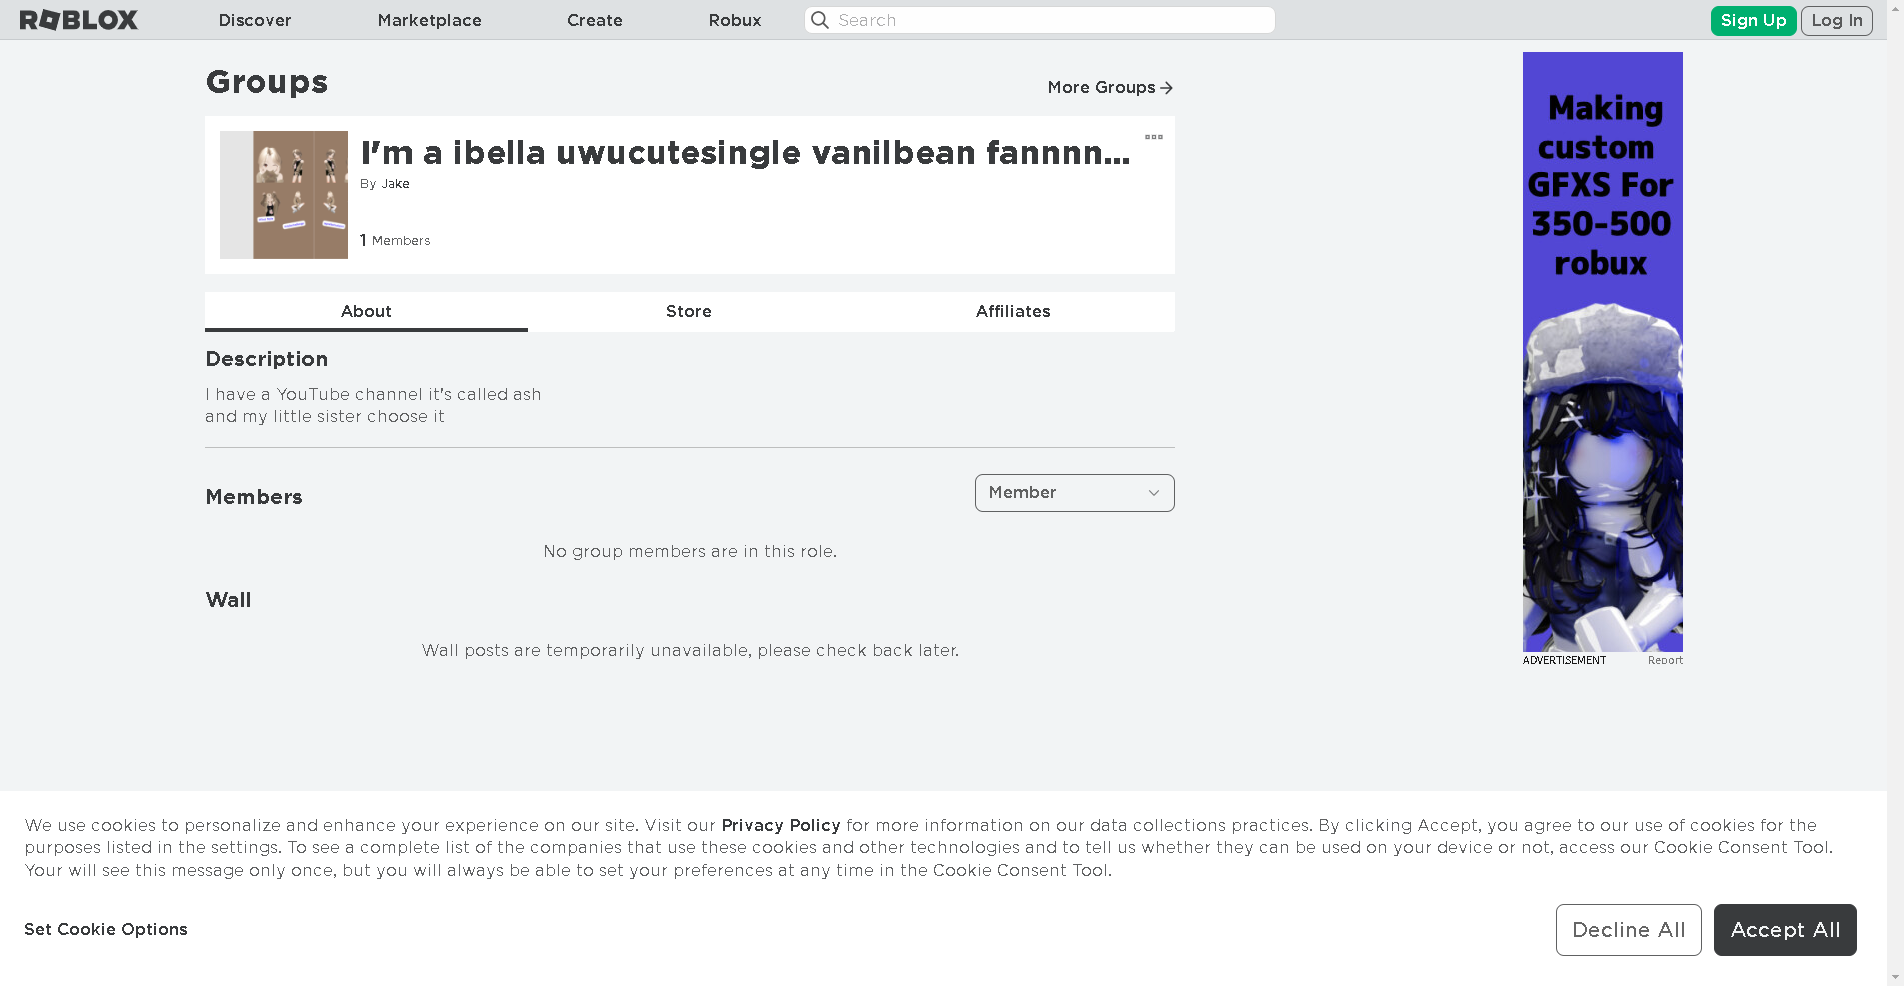 ROBLOX
Discover
Marketplace
Create
Robux
Search
Sign Up
Log In
Groups
More Groups
I'm a ibella uwucutesingle vanilbean fannnn...
By Jake
1 Members
About
Store
Affiliates
Description
I have a YouTube channel it's called ash
and my little sister choose it
Members
Member
No group members are in this role.
Wall
Wall posts are temporarily unavailable, please check back later.
Making
custom
GFXS For
350-500
robux
ADVERTISEMENT
Report
We use cookies to personalize and enhance your experience on our site. Visit our Privacy Policy for more information on our data collections practices. By clicking Accept, you agree to our use of cookies for the
purposes listed in the settings. To see a complete list of the companies that use these cookies and other technologies and to tell us whether they can be used on your device or not, access our Cookie Consent Tool.
Your will see this message only once, but you will always be able to set your preferences at any time in the Cookie Consent Tool.
Set Cookie Options
Decline All
Accept All